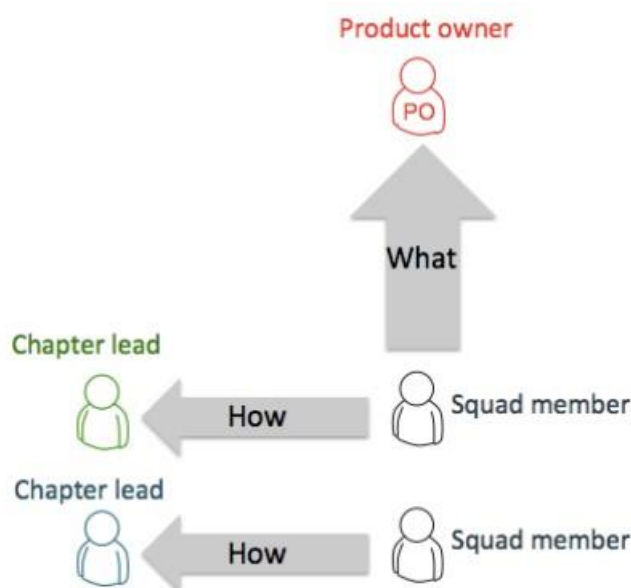 Product owner
PO
What
Chapter lead
How
Squad member
Chapter lead
How
Squad member